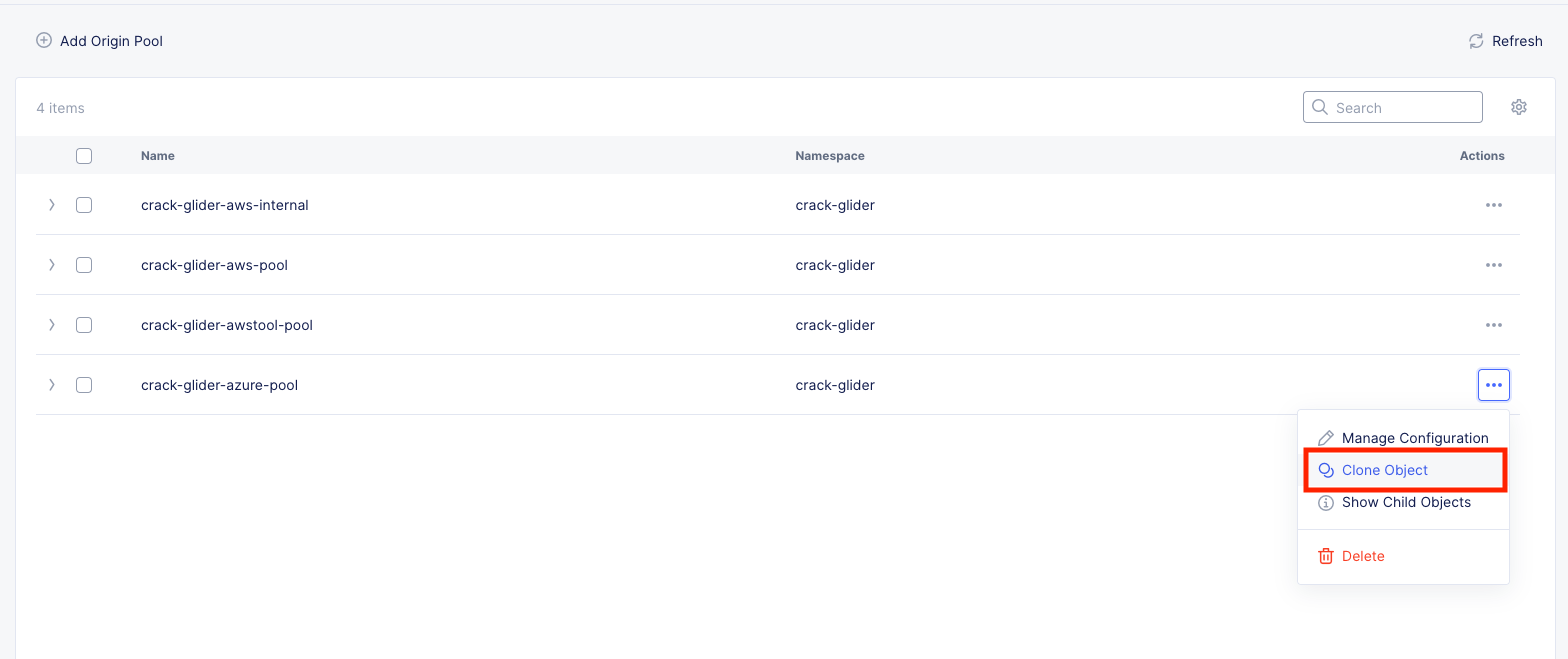 Add Origin Pool Refresh
4 items Search
Name Namespace Actions
crack-glider-aws-internal crack-glider
crack-glider-aws-pool crack-glider
crack-glider-awstool-pool crack-glider
crack-glider-azure-pool crack-glider
Manage Configuration
Clone Object
Show Child Objects
Delete